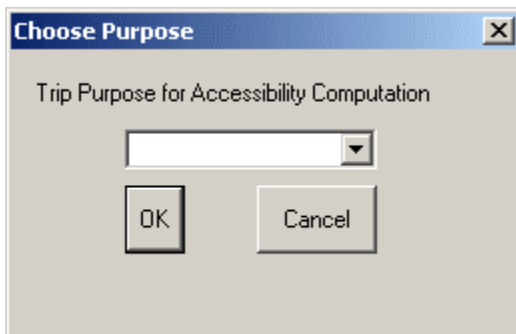 Choose Purpose
Trip Purpose for Accessibility Computation
OK
Cancel